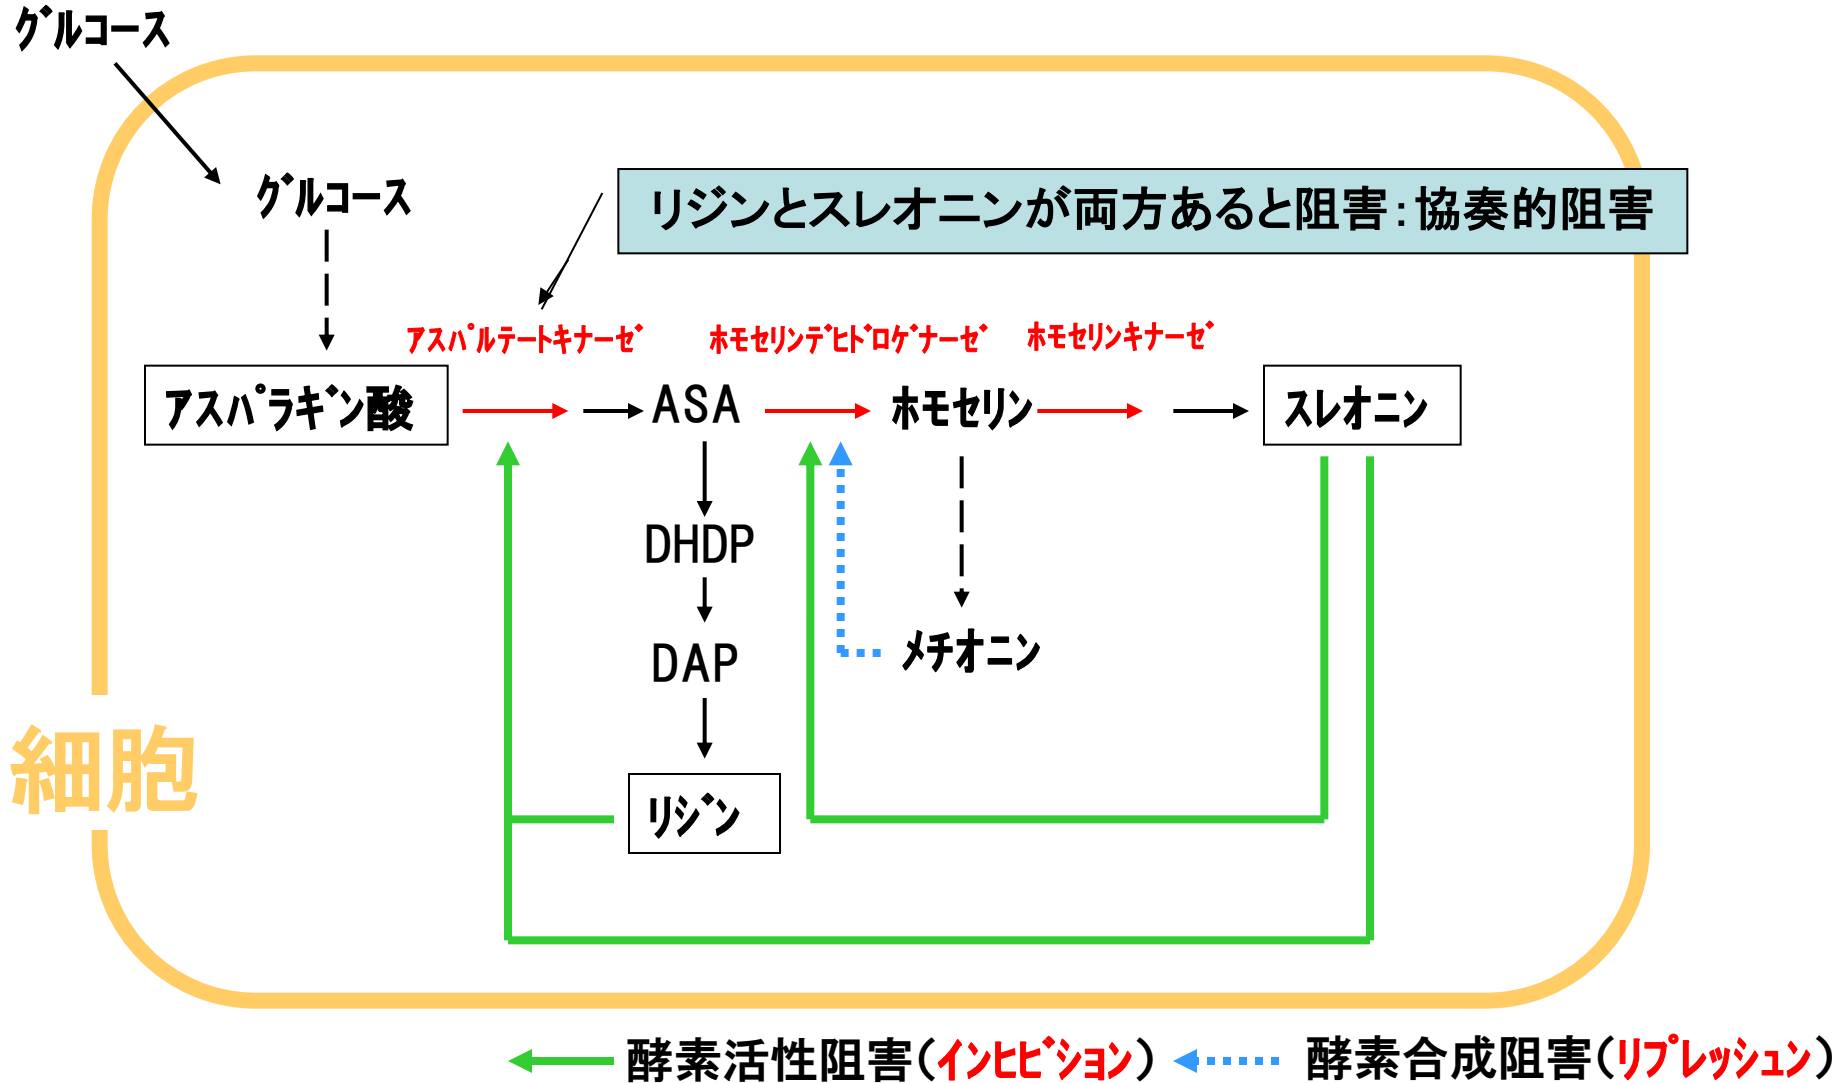 ｸﾞﾙｺｰｽ
ｸﾞﾙｺｰｽ
リジンとスレオニンが両方あると阻害：協奏的阻害
ｱｽﾊﾟﾙﾃｰﾄｷﾅｰｾﾞ
ﾎﾓｾﾘﾝﾃﾞﾋﾄﾞﾛｹﾞﾅｰｾﾞ
ﾎﾓｾﾘﾝｷﾅｰｾﾞ
ｱｽﾊﾟﾗｷﾞﾝ酸
ASA
ﾎﾓｾﾘﾝ
ｽﾚｵﾆﾝ
DHDP
DAP
ﾒﾁｵﾆﾝ
細胞
ﾘｼﾞﾝ
酵素活性阻害（ｲﾝﾋﾋﾞｼｮﾝ）
酵素合成阻害（ﾘﾌﾟﾚｯｼｭﾝ）